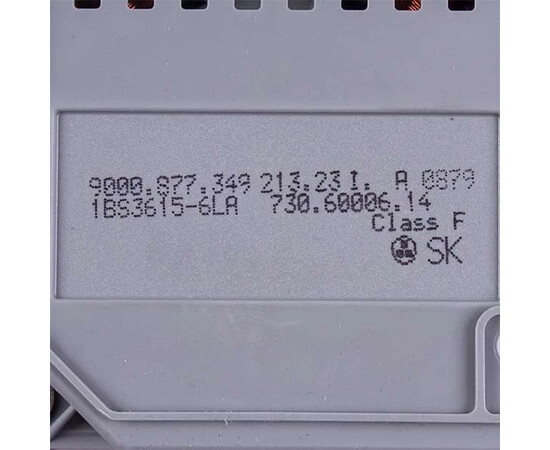 9000.877.349 213.23 I. A 0879
1BS3615-6LA 730.60006.14
Class F
SK